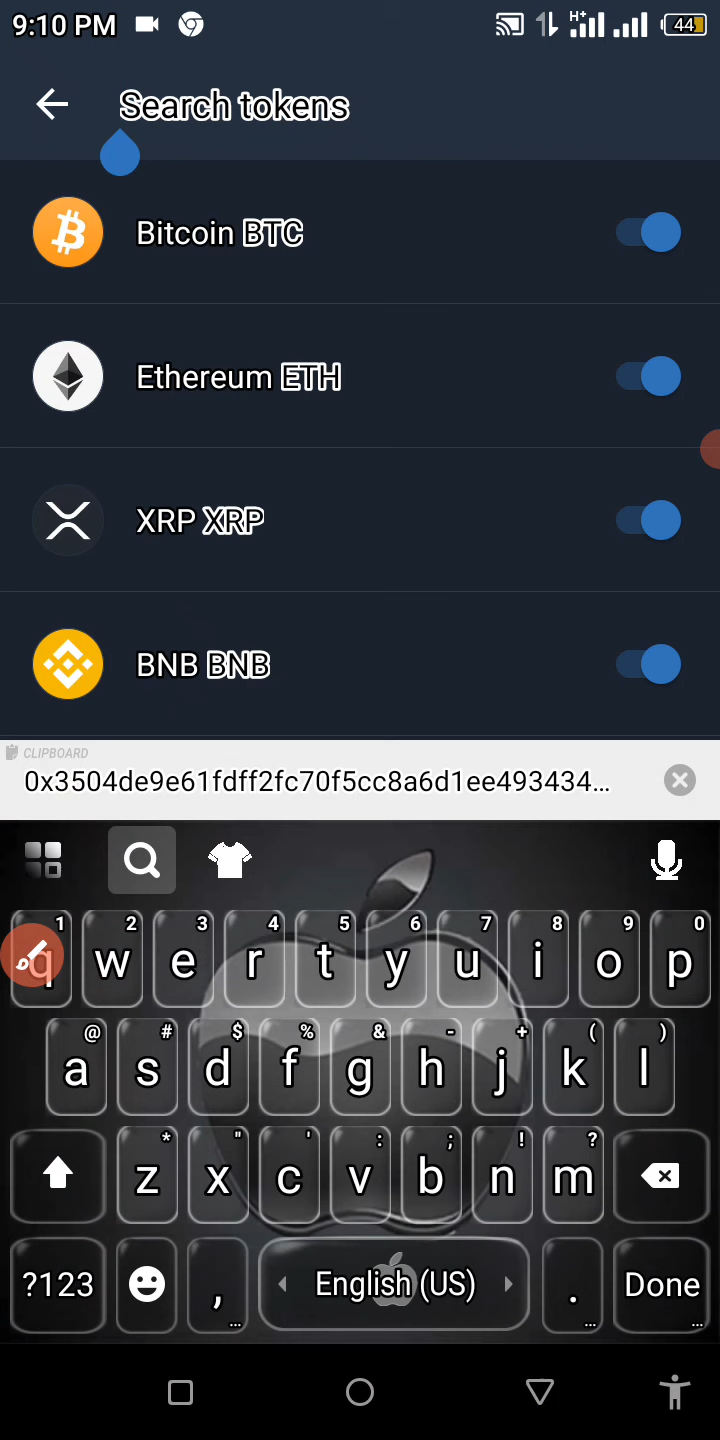 9:10 PM H+ 44
Search tokens
Bitcoin BTC
Ethereum ETH
XRP XRP
BNB BNB
CLIPBOARD
0x3504de9e61fdff2fc70f5cc8a6d1ee493434...
1 2 3 4 5 6 7 8 9 0
q w e r t y u i o p
@ # $ % & - + ( )
a s d f g h j k l
* " ' : ; ! ?
z x c v b n m
?123 , English (US) . Done
... ... ...